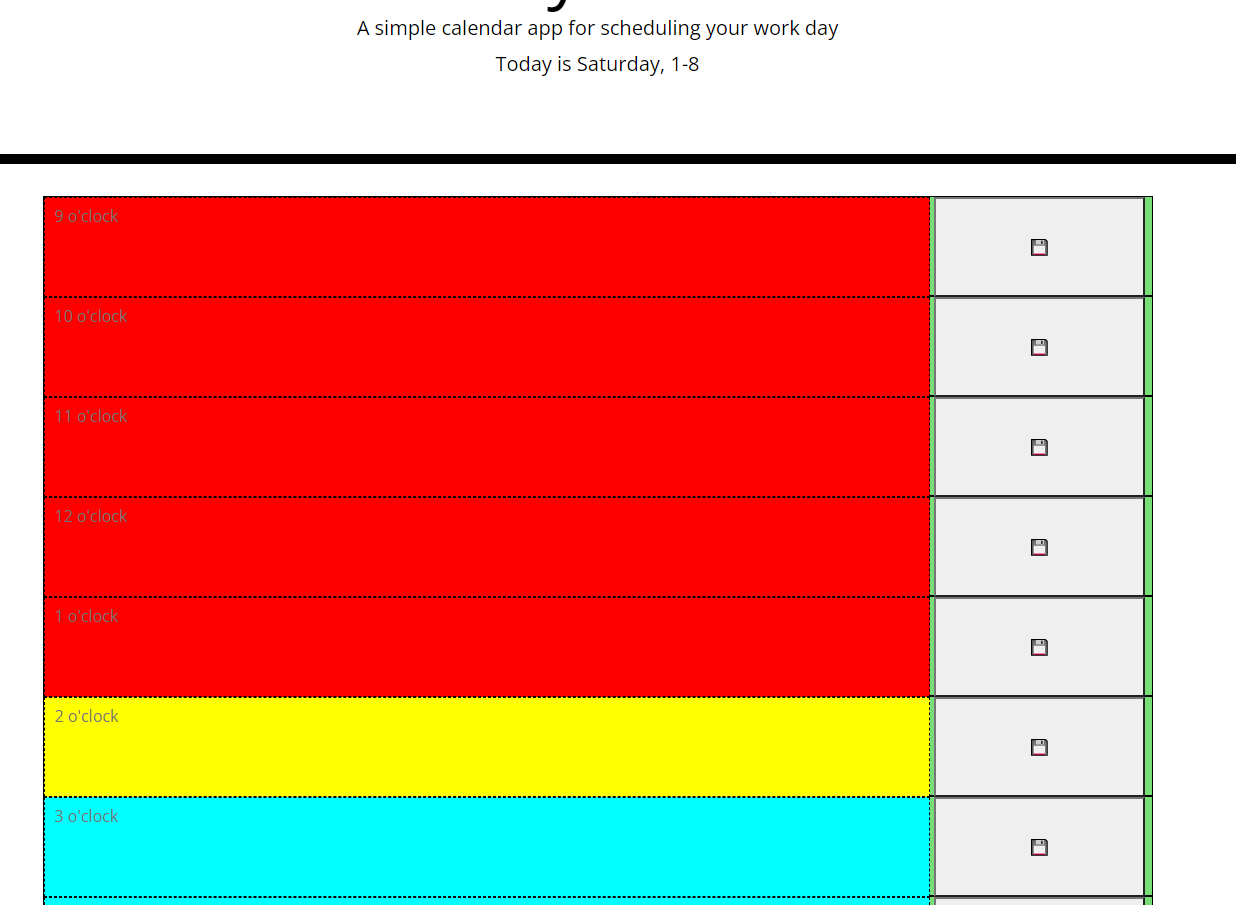 A simple calendar app for scheduling your work day
Today is Saturday, 1-8
9 o'clock
10 o'clock
11 o'clock
12 o'clock
1 o'clock
2 o'clock
3 o'clock